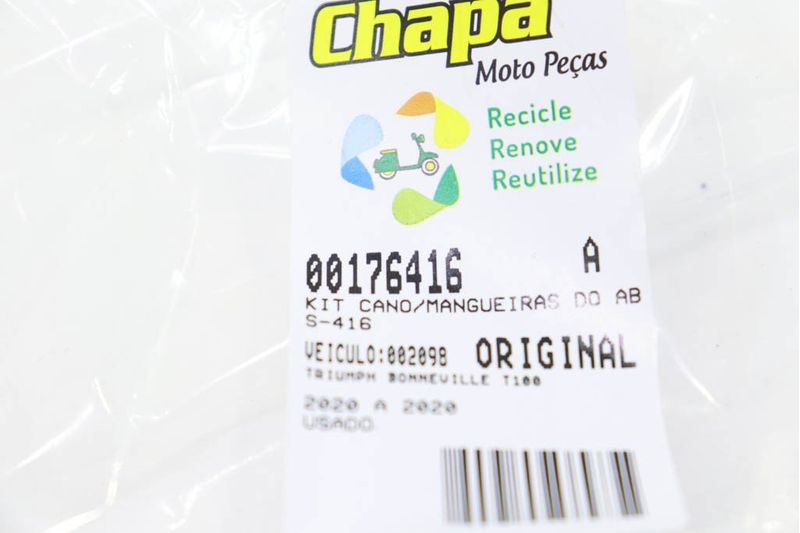 Chapa
Moto Peças
Recicle
Renove
Reutilize
00176416 A
KIT CANO/MANGUEIRAS DO AB
S-416
VEICULO:002098 ORIGINAL
TRIUMPH BONNEVILLE T100
2020 A 2020
USADO